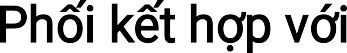 Phối kết hợp với